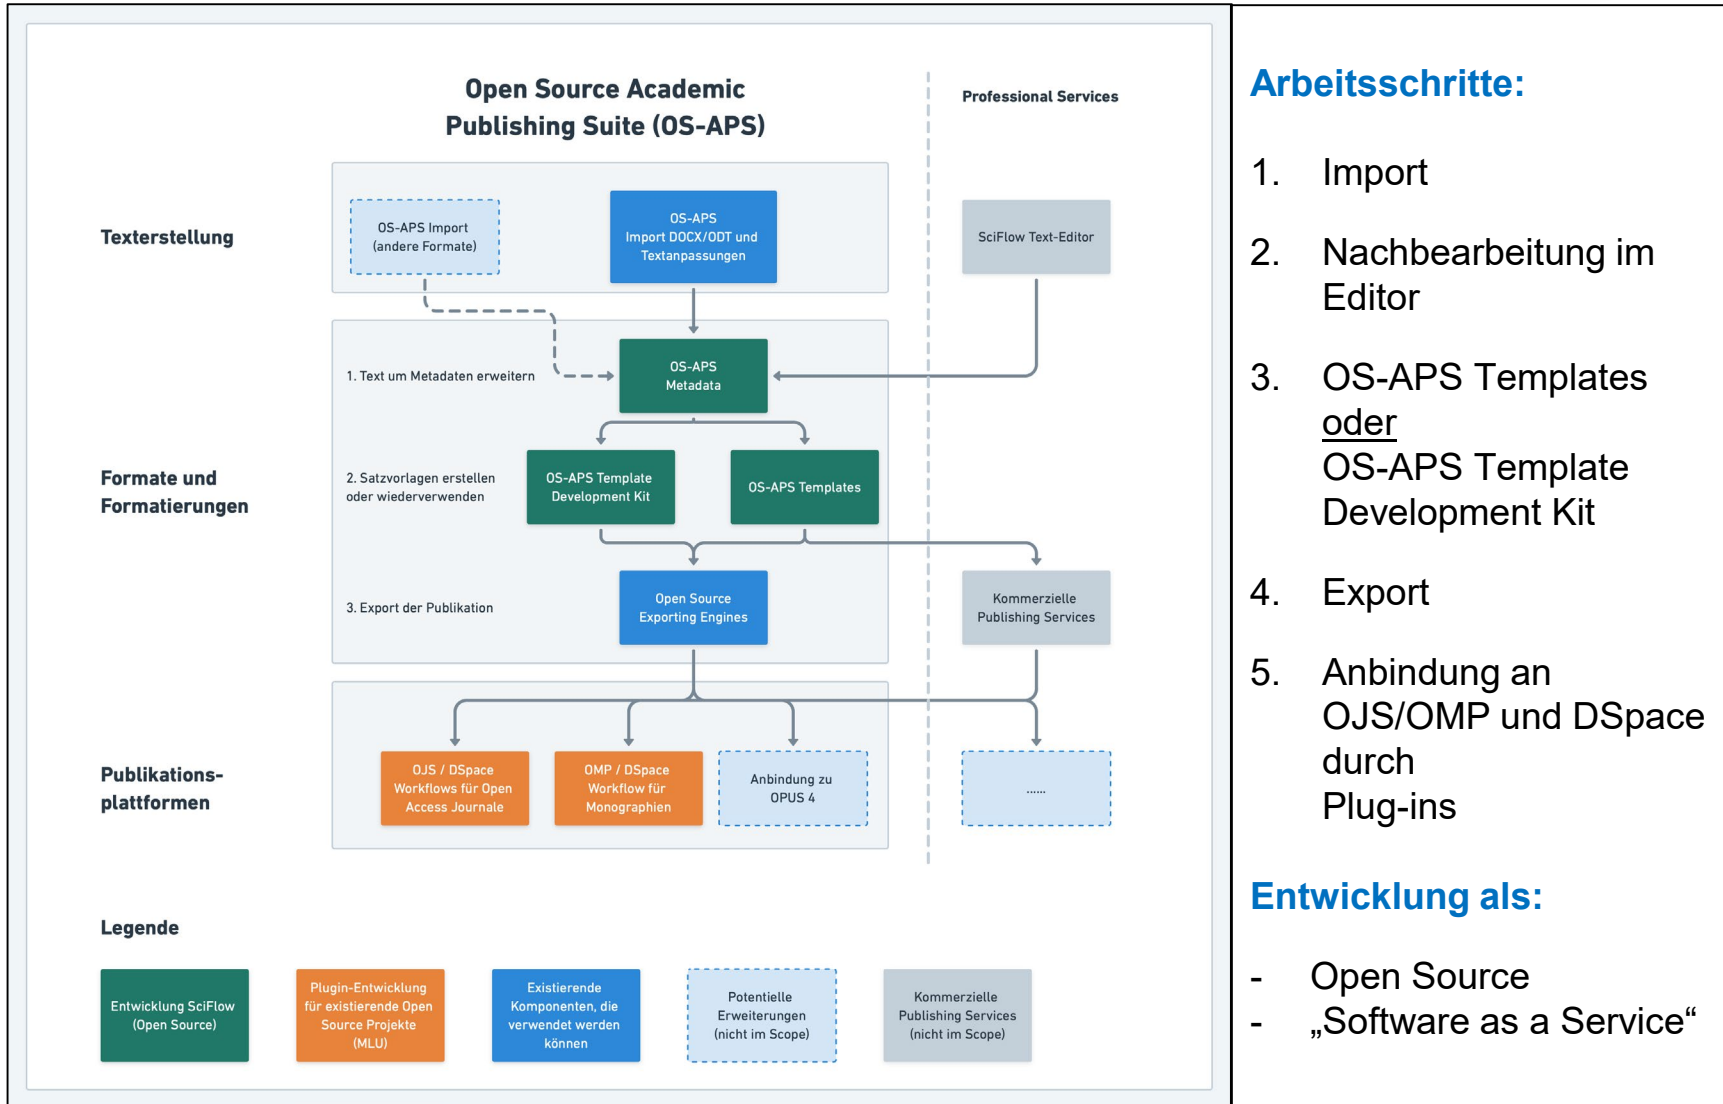 Open Source Academic
Publishing Suite (OS-APS)
Professional Services
Texterstellung
OS-APS Import
(andere Formate)
OS-APS
Import DOCX/ODT und
Textanpassungen
SciFlow Text-Editor
Formate und
Formatierungen
1. Text um Metadaten erweitern
OS-APS
Metadata
2. Satzvorlagen erstellen
oder wiederverwenden
OS-APS Template
Development Kit
OS-APS Templates
3. Export der Publikation
Open Source
Exporting Engines
Kommerzielle
Publishing Services
Publikations-
plattformen
OJS / DSpace
Workflows für Open
Access Journale
OMP / DSpace
Workflow für
Monographien
Anbindung zu
OPUS 4
......
Legende
Entwicklung SciFlow
(Open Source)
Plugin-Entwicklung
für existierende Open
Source Projekte
(MLU)
Existierende
Komponenten, die
verwendet werden
können
Potentielle
Erweiterungen
(nicht im Scope)
Kommerzielle
Publishing Services
(nicht im Scope)
Arbeitsschritte:
1. Import
2. Nachbearbeitung im
Editor
3. OS-APS Templates
oder
OS-APS Template
Development Kit
4. Export
5. Anbindung an
OJS/OMP und DSpace
durch
Plug-ins
Entwicklung als:
- Open Source
- „Software as a Service“